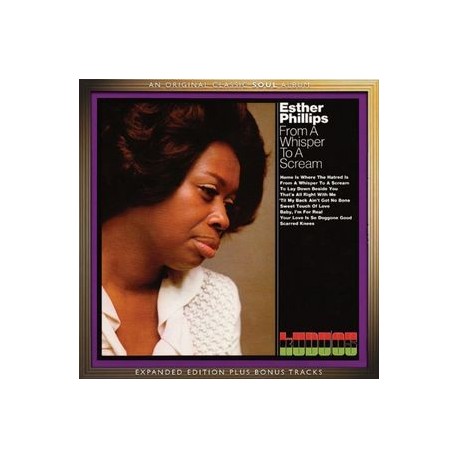 AN ORIGINAL CLASSIC SOUL ALBUM
Esther
Phillips
From A
Whisper
To A
Scream
Home Is Where The Hatred Is
From A Whisper To A Scream
To Lay Down Beside You
That's All Right With Me
'Til My Back Ain't Got No Bone
Sweet Touch Of Love
Baby, I'm For Real
Your Love Is So Doggone Good
Scarred Knees
EXPANDED EDITION PLUS BONUS TRACKS